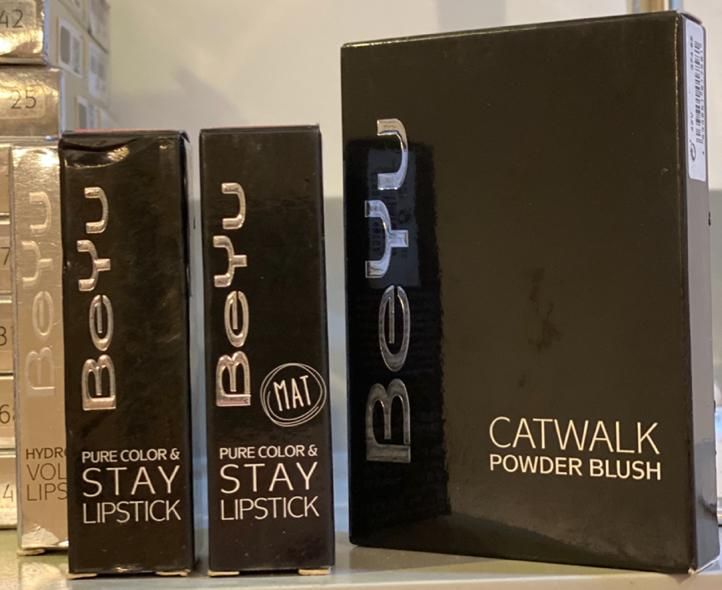 42
25
BeYu
HYDRO
VOL
LIPS
BeYu
PURE COLOR &
STAY
LIPSTICK
BeYu
MAT
PURE COLOR &
STAY
LIPSTICK
BeYu
CATWALK
POWDER BLUSH